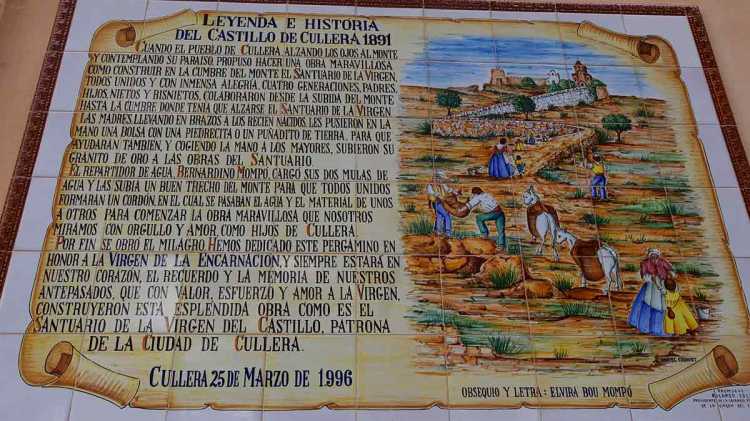 LEYENDA E HISTORIA
DEL CASTILLO DE CULLERA 1891
CUANDO EL PUEBLO DE CULLERA ALZANDO LOS OJOS AL MONTE
Y CONTEMPLANDO SU PARAISO, PROPUSO HACER UNA OBRA MARAVILLOSA
COMO CONSTRUIR EN LA CUMBRE DEL MONTE EL SANTUARIO DE LA VIRGEN,
TODOS UNIDOS Y CON INMENSA ALEGRÍA, CUATRO GENERACIONES, PADRES,
HIJOS, NIETOS Y BISNIETOS, COLABORARON DESDE LA SUBIDA DEL MONTE
HASTA LA CUMBRE DONDE TENIA QUE ALZARSE EL SANTUARIO DE LA VIRGEN
LAS MADRES, LLEVANDO EN BRAZOS A LOS RECIEN NACIDOS, LES PUSIERON EN LA
MANO UNA BOLSA CON UNA PIEDRECITA O UN PUÑADITO DE TIERRA, PARA QUE
AYUDARAN TAMBIEN, Y COGIENDO LA MANO A LOS MAYORES, SUBIERON SU
GRANITO DE ORO A LAS OBRAS DEL SANTUARIO.
EL REPARTIDOR DE AGUA, BERNARDINO MOMPÓ, CARGO SUS DOS MULAS DE
AGUA Y LAS SUBIA UN BUEN TRECHO DEL MONTE PARA QUE TODOS UNIDOS
FORMARAN UN CORDÓN, EN EL CUAL SE PASABAN EL AGUA Y EL MATERIAL DE UNOS
A OTROS PARA COMENZAR LA OBRA MARAVILLOSA QUE NOSOTROS
MIRAMOS CON ORGULLO Y AMOR, COMO HIJOS DE CULLERA.
POR FIN SE OBRO EL MILAGRO, HEMOS DEDICADO ESTE PERGAMINO EN
HONOR A LA VIRGEN DE LA ENCARNACIÓN, Y SIEMPRE ESTARÁ EN
NUESTRO CORAZON, EL RECUERDO Y LA MEMORIA DE NUESTROS
ANTEPASADOS, QUE CON VALOR, ESFUERZO Y AMOR A LA VIRGEN,
CONSTRUYERON ESTA ESPLENDIDA OBRA COMO ES EL
SANTUARIO DE LA VIRGEN DEL CASTILLO, PATRONA
DE LA CIUDAD DE CULLERA.
CULLERA 25 DE MARZO DE 1996
OBSEQUIO Y LETRA: ELVIRA BOU MOMPÓ